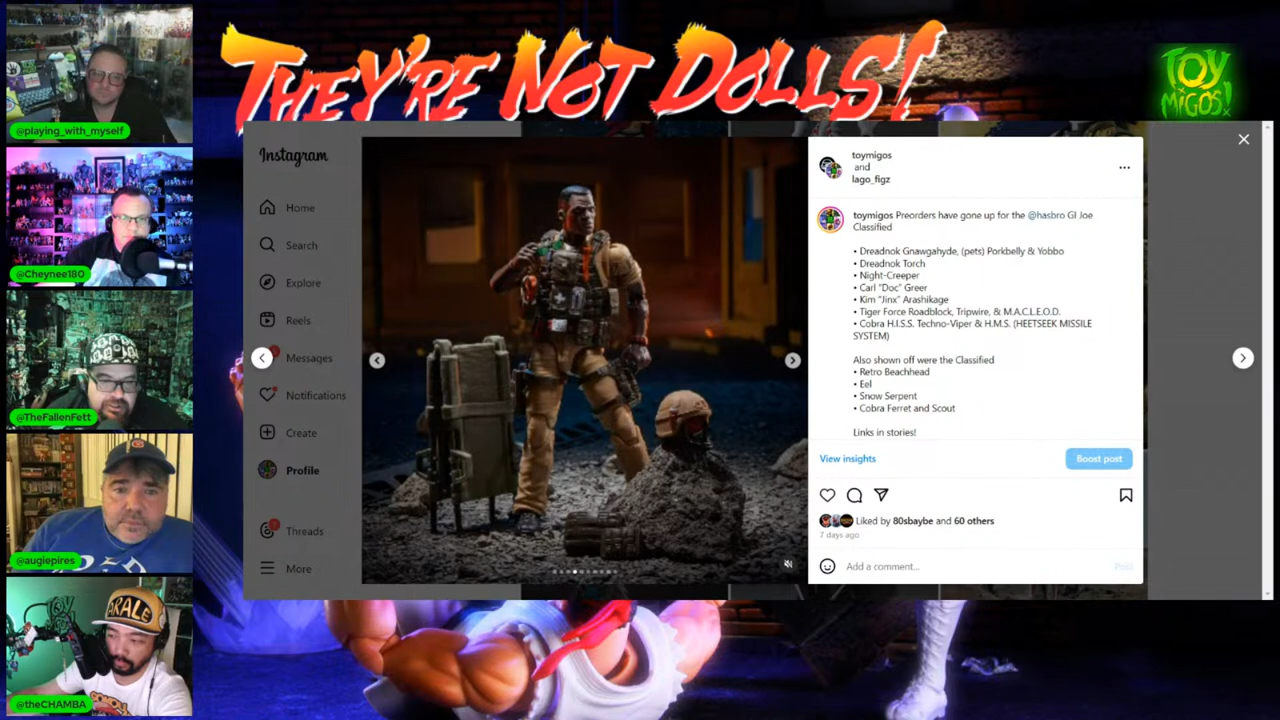 THEY'RE NOT DOLLS!
TOY
MIGOS!
@playing_with_myself
@Cheynee180
@TheFallenFett
@augiepires
@theCHAMBA
Instagram
Home
Search
Explore
Reels
Messages
Notifications
Create
Profile
Threads
More
toymigos
and
lago_figz
toymigos Preorders have gone up for the @hasbro GI Joe
Classified
• Dreadnok Gnawgahyde, (pets) Porkbelly & Yobbo
• Dreadnok Torch
• Night-Creeper
• Carl "Doc" Greer
• Kim "Jinx" Arashikage
• Tiger Force Roadblock, Tripwire, & M.A.C.L.E.O.D.
• Cobra H.I.S.S. Techno-Viper & H.M.S. (HEETSEEK MISSILE
SYSTEM)
Also shown off were the Classified
• Retro Beachhead
• Eel
• Snow Serpent
• Cobra Ferret and Scout
Links in stories!
View insights
Boost post
Liked by 80sbaybe and 60 others
7 days ago
Add a comment...
Post